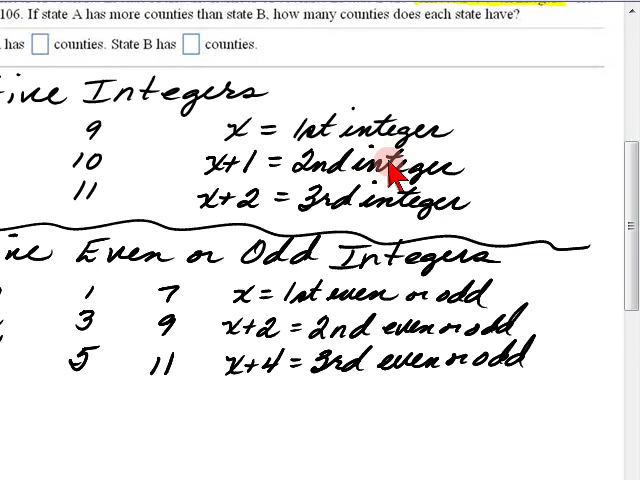 106. If state A has more counties than state B, how many counties does each state have?
has counties. State B has counties.
Integers
9 x = 1st integer
10 x+1 = 2nd integer
11 x+2 = 3rd integer
Even or Odd Integers
1 7 x = 1st even or odd
3 9 x+2 = 2nd even or odd
5 11 x+4 = 3rd even or odd